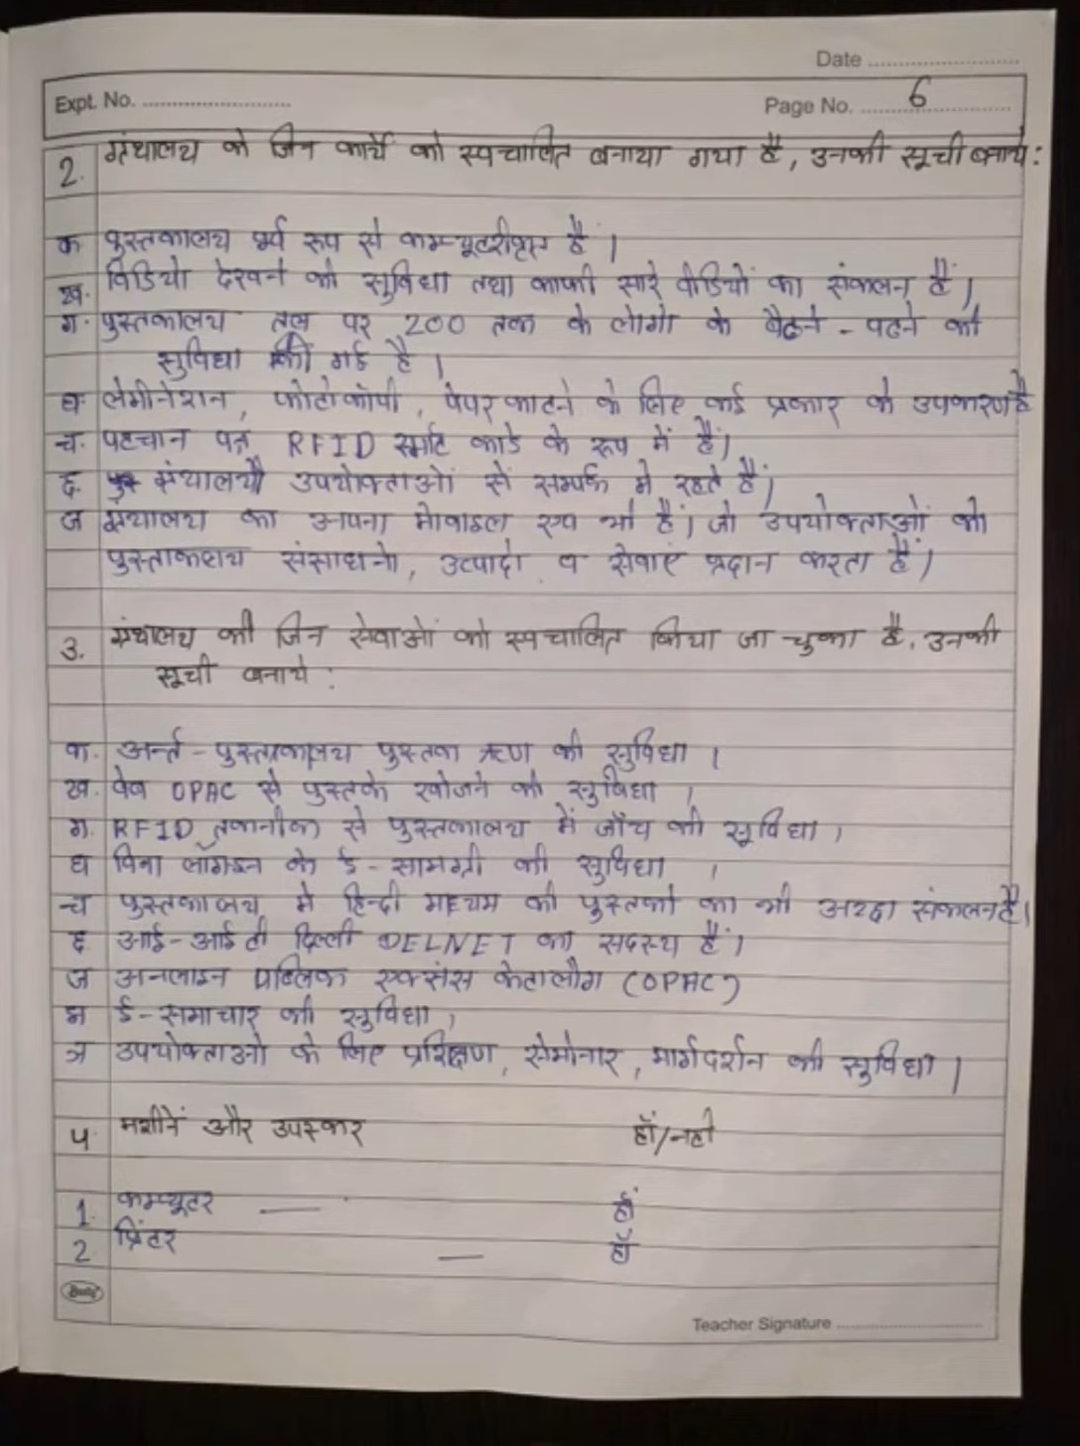 Date
Expt. No.
Page No. 6
2. ग्रंथालय के जिन कार्यों को स्वचालित बनाया गया है, उनकी सूची बनाये:
क पुस्तकालय पूर्ण रूप से कम्प्यूटरीकृत है।
ख. विडियो देखने की सुविधा तथा काफी सारे वीडियों का संकलन हैं।
ग. पुस्तकालय तल पर 200 तक के लोगो के बैठने - पढने की
सुविधा की गई है।
घ. लेमीनेशन, फोटोकॉपी, पेपर काटने के लिए कई प्रकार के उपकरण है
च. पहचान पत्र RFID स्मार्ट कार्ड के रूप में हैं।
छ. ग्रंथालयी उपयोक्ताओं से सम्पर्क मे रहते हैं।
ज ग्रंथालय का अपना मोबाइल एप भी है। जो उपयोक्ताओं को
पुस्ताकलाय संसाधनो, उत्पादो व सेवाएं प्रदान करता हैं।
3. ग्रंथालय की जिन सेवाओं को स्वचालित किया जा चुका है, उनकी
सूची बनाये:
क. अर्न्त - पुस्तकालय पुस्तक ऋण की सुविधा।
ख. वेब OPAC से पुस्तके खोजने की सुविधा।
ग. RFID तकनीक से पुस्तकालय में जाँच की सुविधा।
घ बिना लॉगइन के ई - सामग्री की सुविधा।
च पुस्तकालय मे हिन्दी माध्यम की पुस्तकों का भी अच्छा संकलन है।
छ आई-आई टी दिल्ली DELNET का सदस्य हैं।
ज अनलाइन पब्लिक एक्सेस केटालौग (OPAC)
झ ई-समाचार की सुविधा।
ञ उपयोक्ताओ के लिए प्रशिक्षण, सेमीनार, मार्गदर्शन की सुविधा।
4 मशीनें और उपस्कार हाँ/नही
1. कम्प्यूटर — हाँ
2 प्रिंटर — हाँ
Teacher Signature